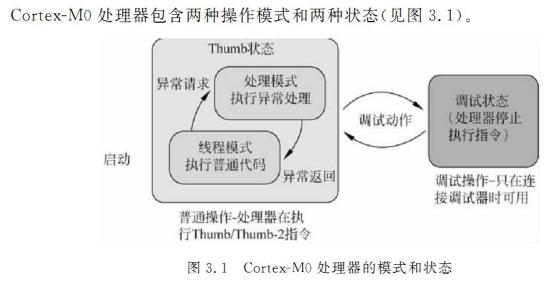 Cortex-M0 处理器包含两种操作模式和两种状态(见图 3.1)。
Thumb状态
异常请求
处理模式
执行异常处理
线程模式
执行普通代码
异常返回
启动
普通操作-处理器在执
行Thumb/Thumb-2指令
调试动作
调试状态
(处理器停止
执行指令)
调试操作-只在连
接调试器时可用
图 3.1 Cortex-M0 处理器的模式和状态